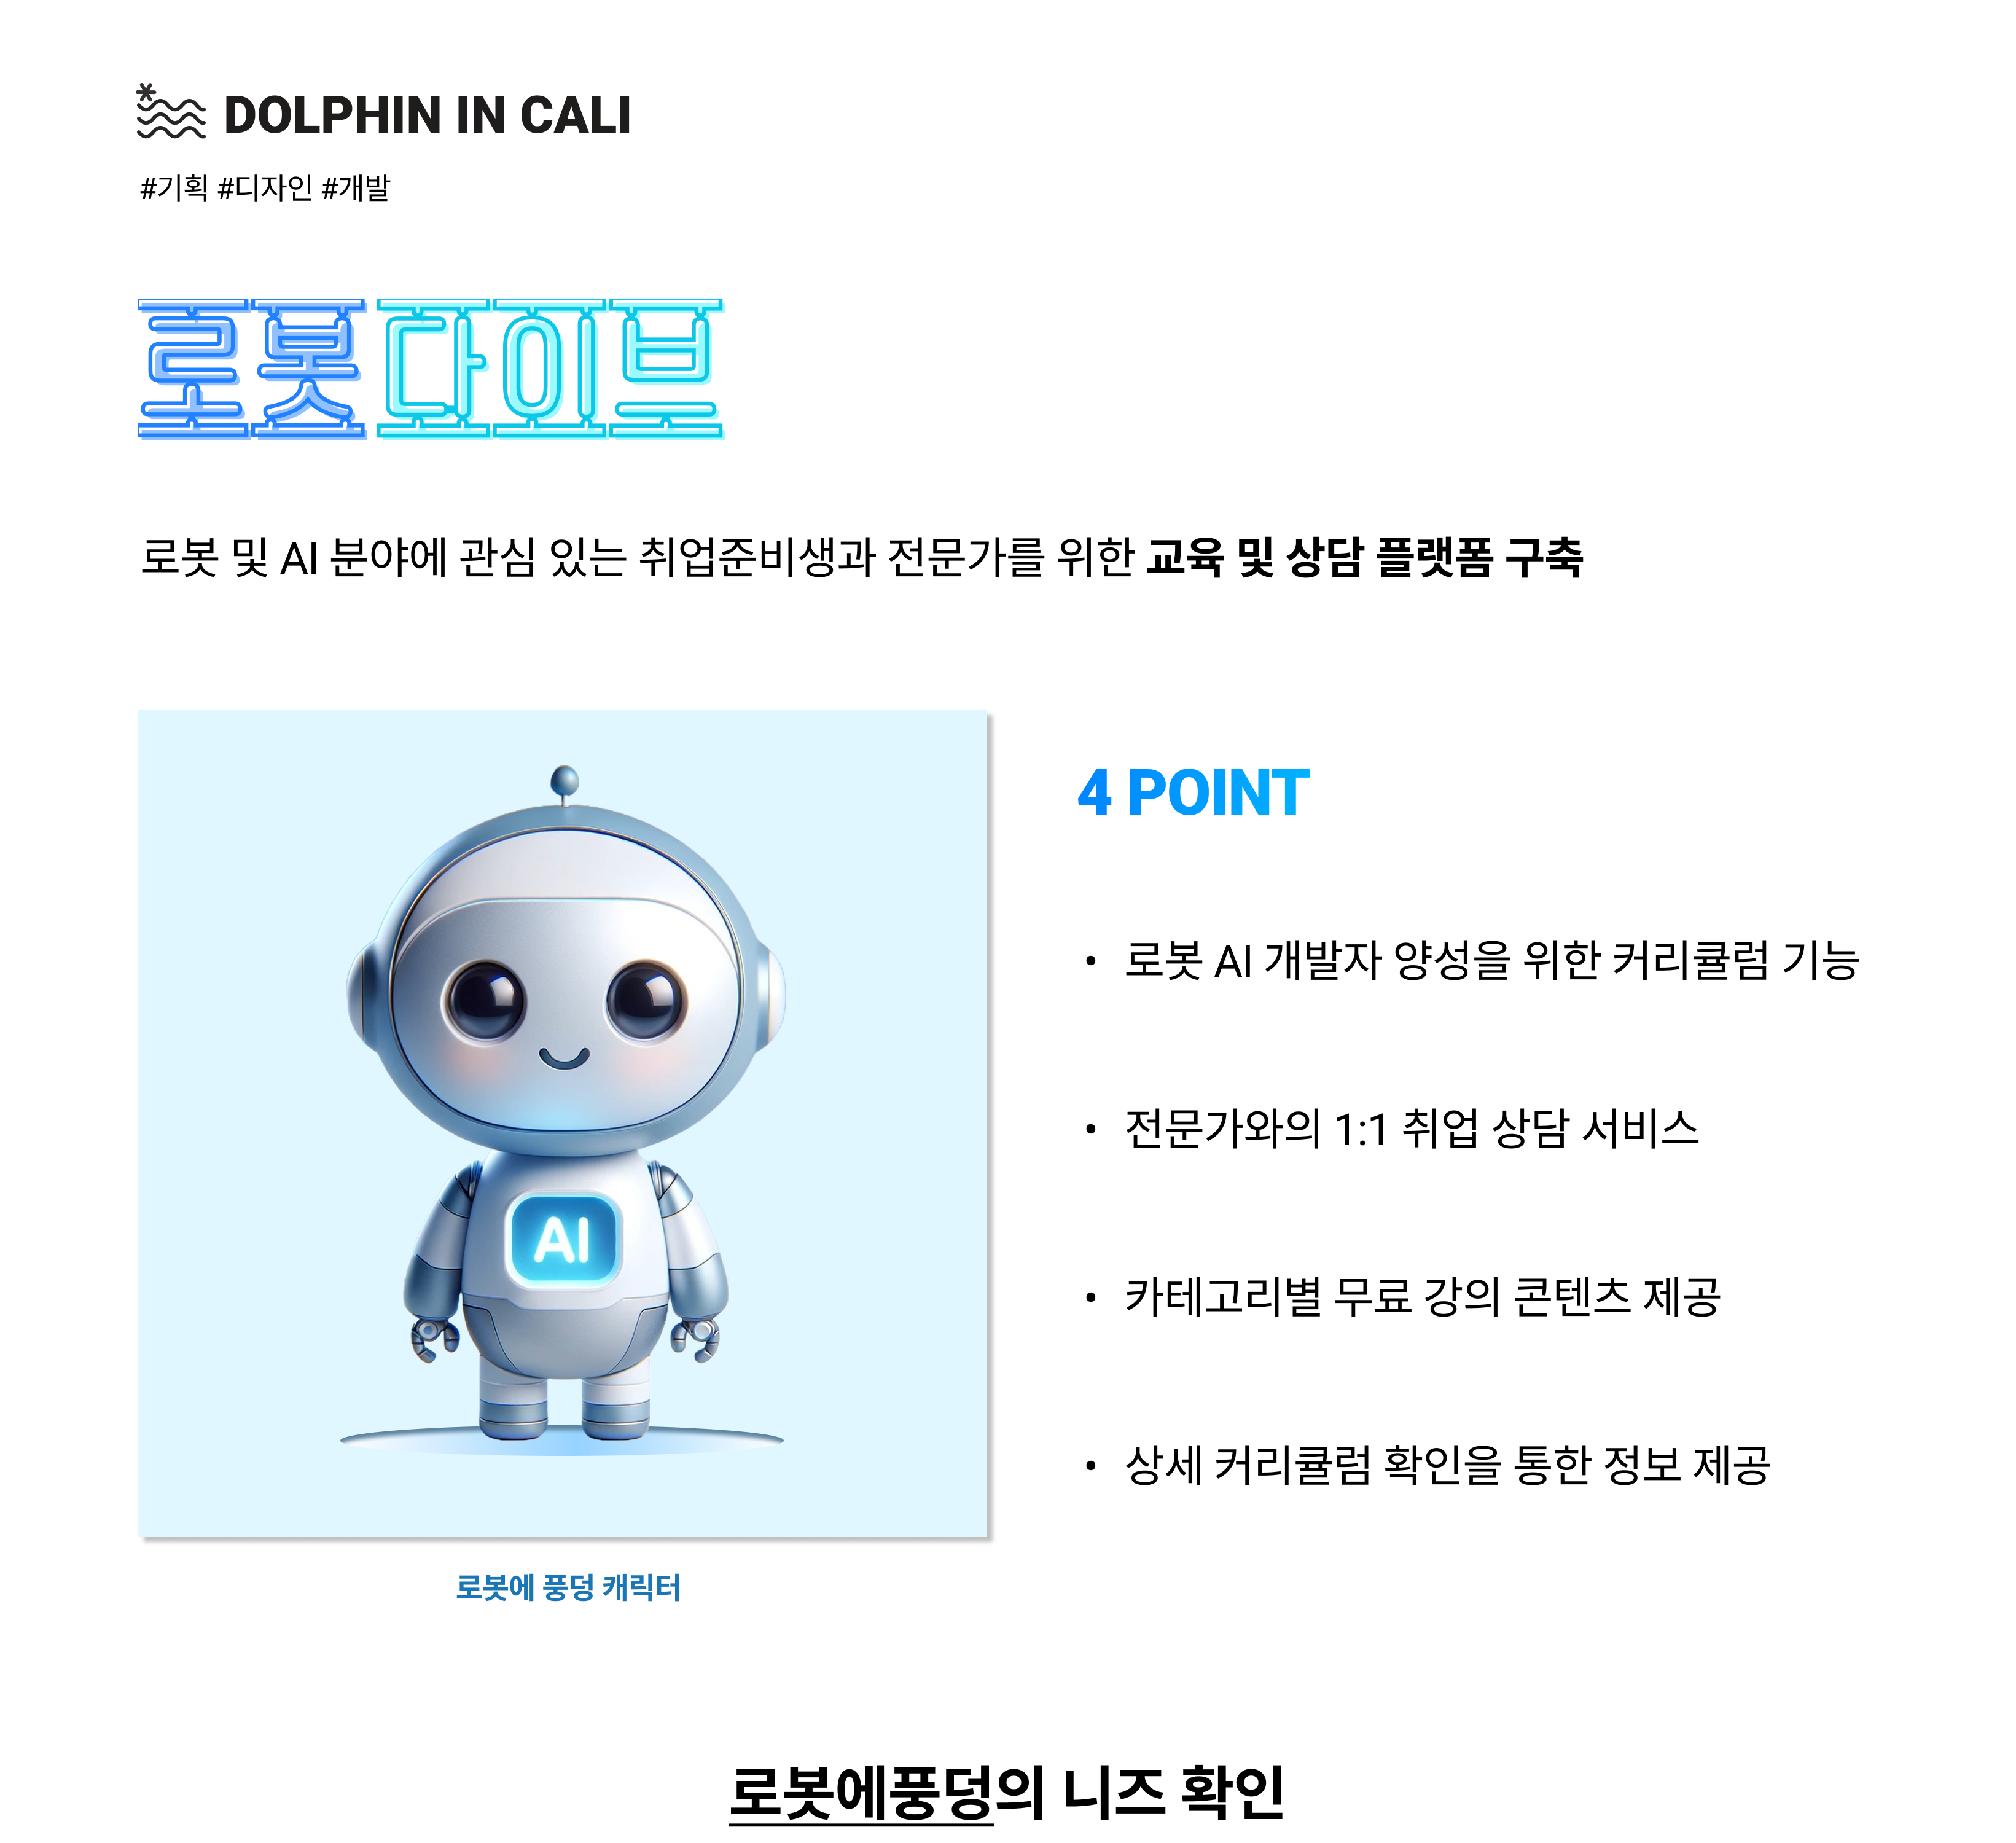 DOLPHIN IN CALI
#기획 #디자인 #개발
로봇다이브
로봇 및 AI 분야에 관심 있는 취업준비생과 전문가를 위한 교육 및 상담 플랫폼 구축
4 POINT
• 로봇 AI 개발자 양성을 위한 커리큘럼 기능
• 전문가와의 1:1 취업 상담 서비스
• 카테고리별 무료 강의 콘텐츠 제공
• 상세 커리큘럼 확인을 통한 정보 제공
AI
로봇에 풍덩 캐릭터
로봇에풍덩의 니즈 확인